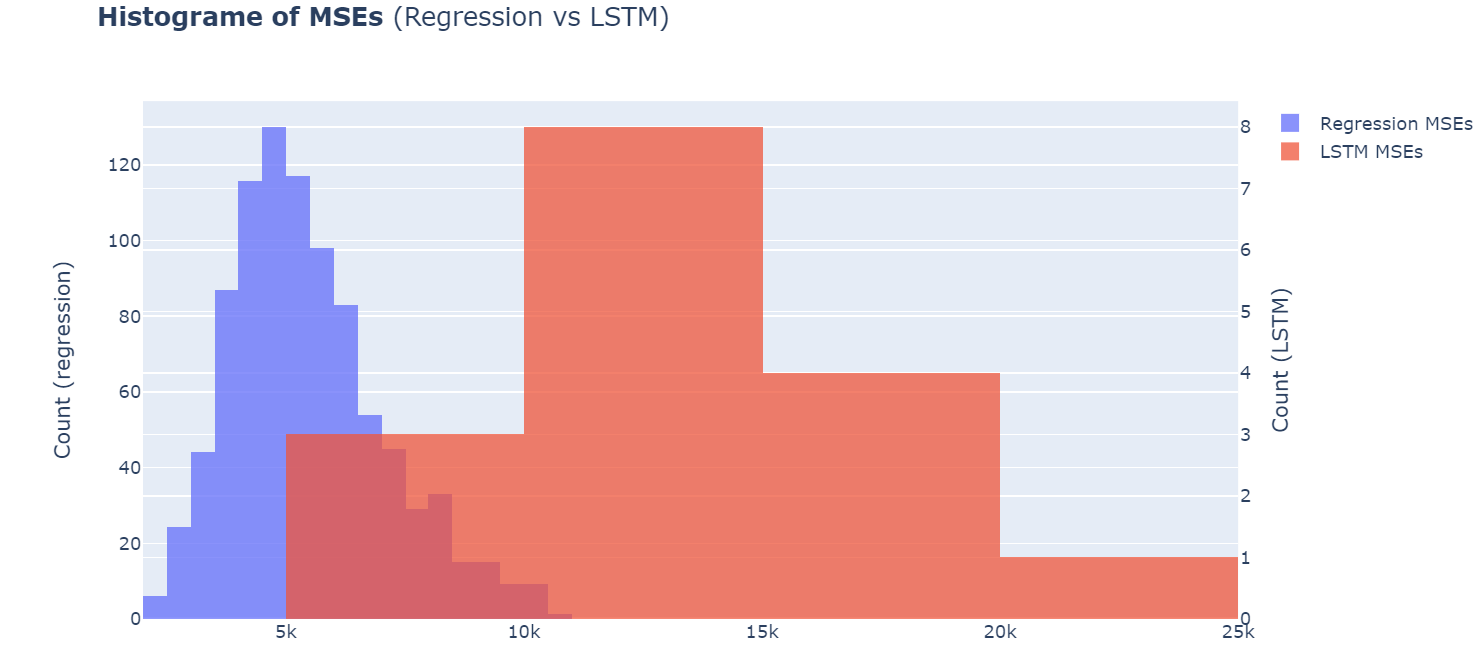 Histograme of MSEs (Regression vs LSTM)
Regression MSEs
LSTM MSEs
Count (regression)
120
100
80
60
40
20
0
8
7
6
5
4
3
2
1
0
Count (LSTM)
5k
10k
15k
20k
25k